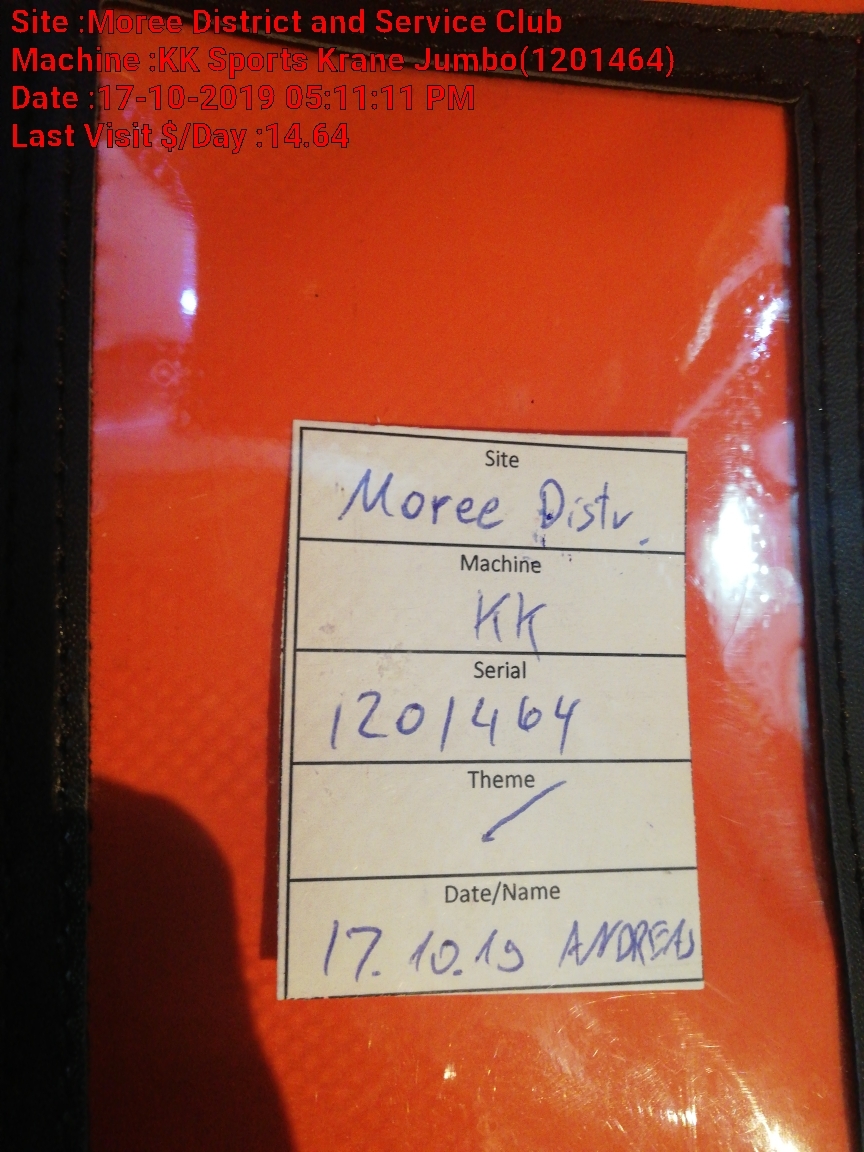 Site :Moree District and Service Club
Machine :KK Sports Krane Jumbo(1201464)
Date :17-10-2019 05:11:11 PM
Last Visit $/Day :14.64
Site
Moree Distr.
Machine
KK
Serial
1201464
Theme
Date/Name
17.10.19 ANDREAS